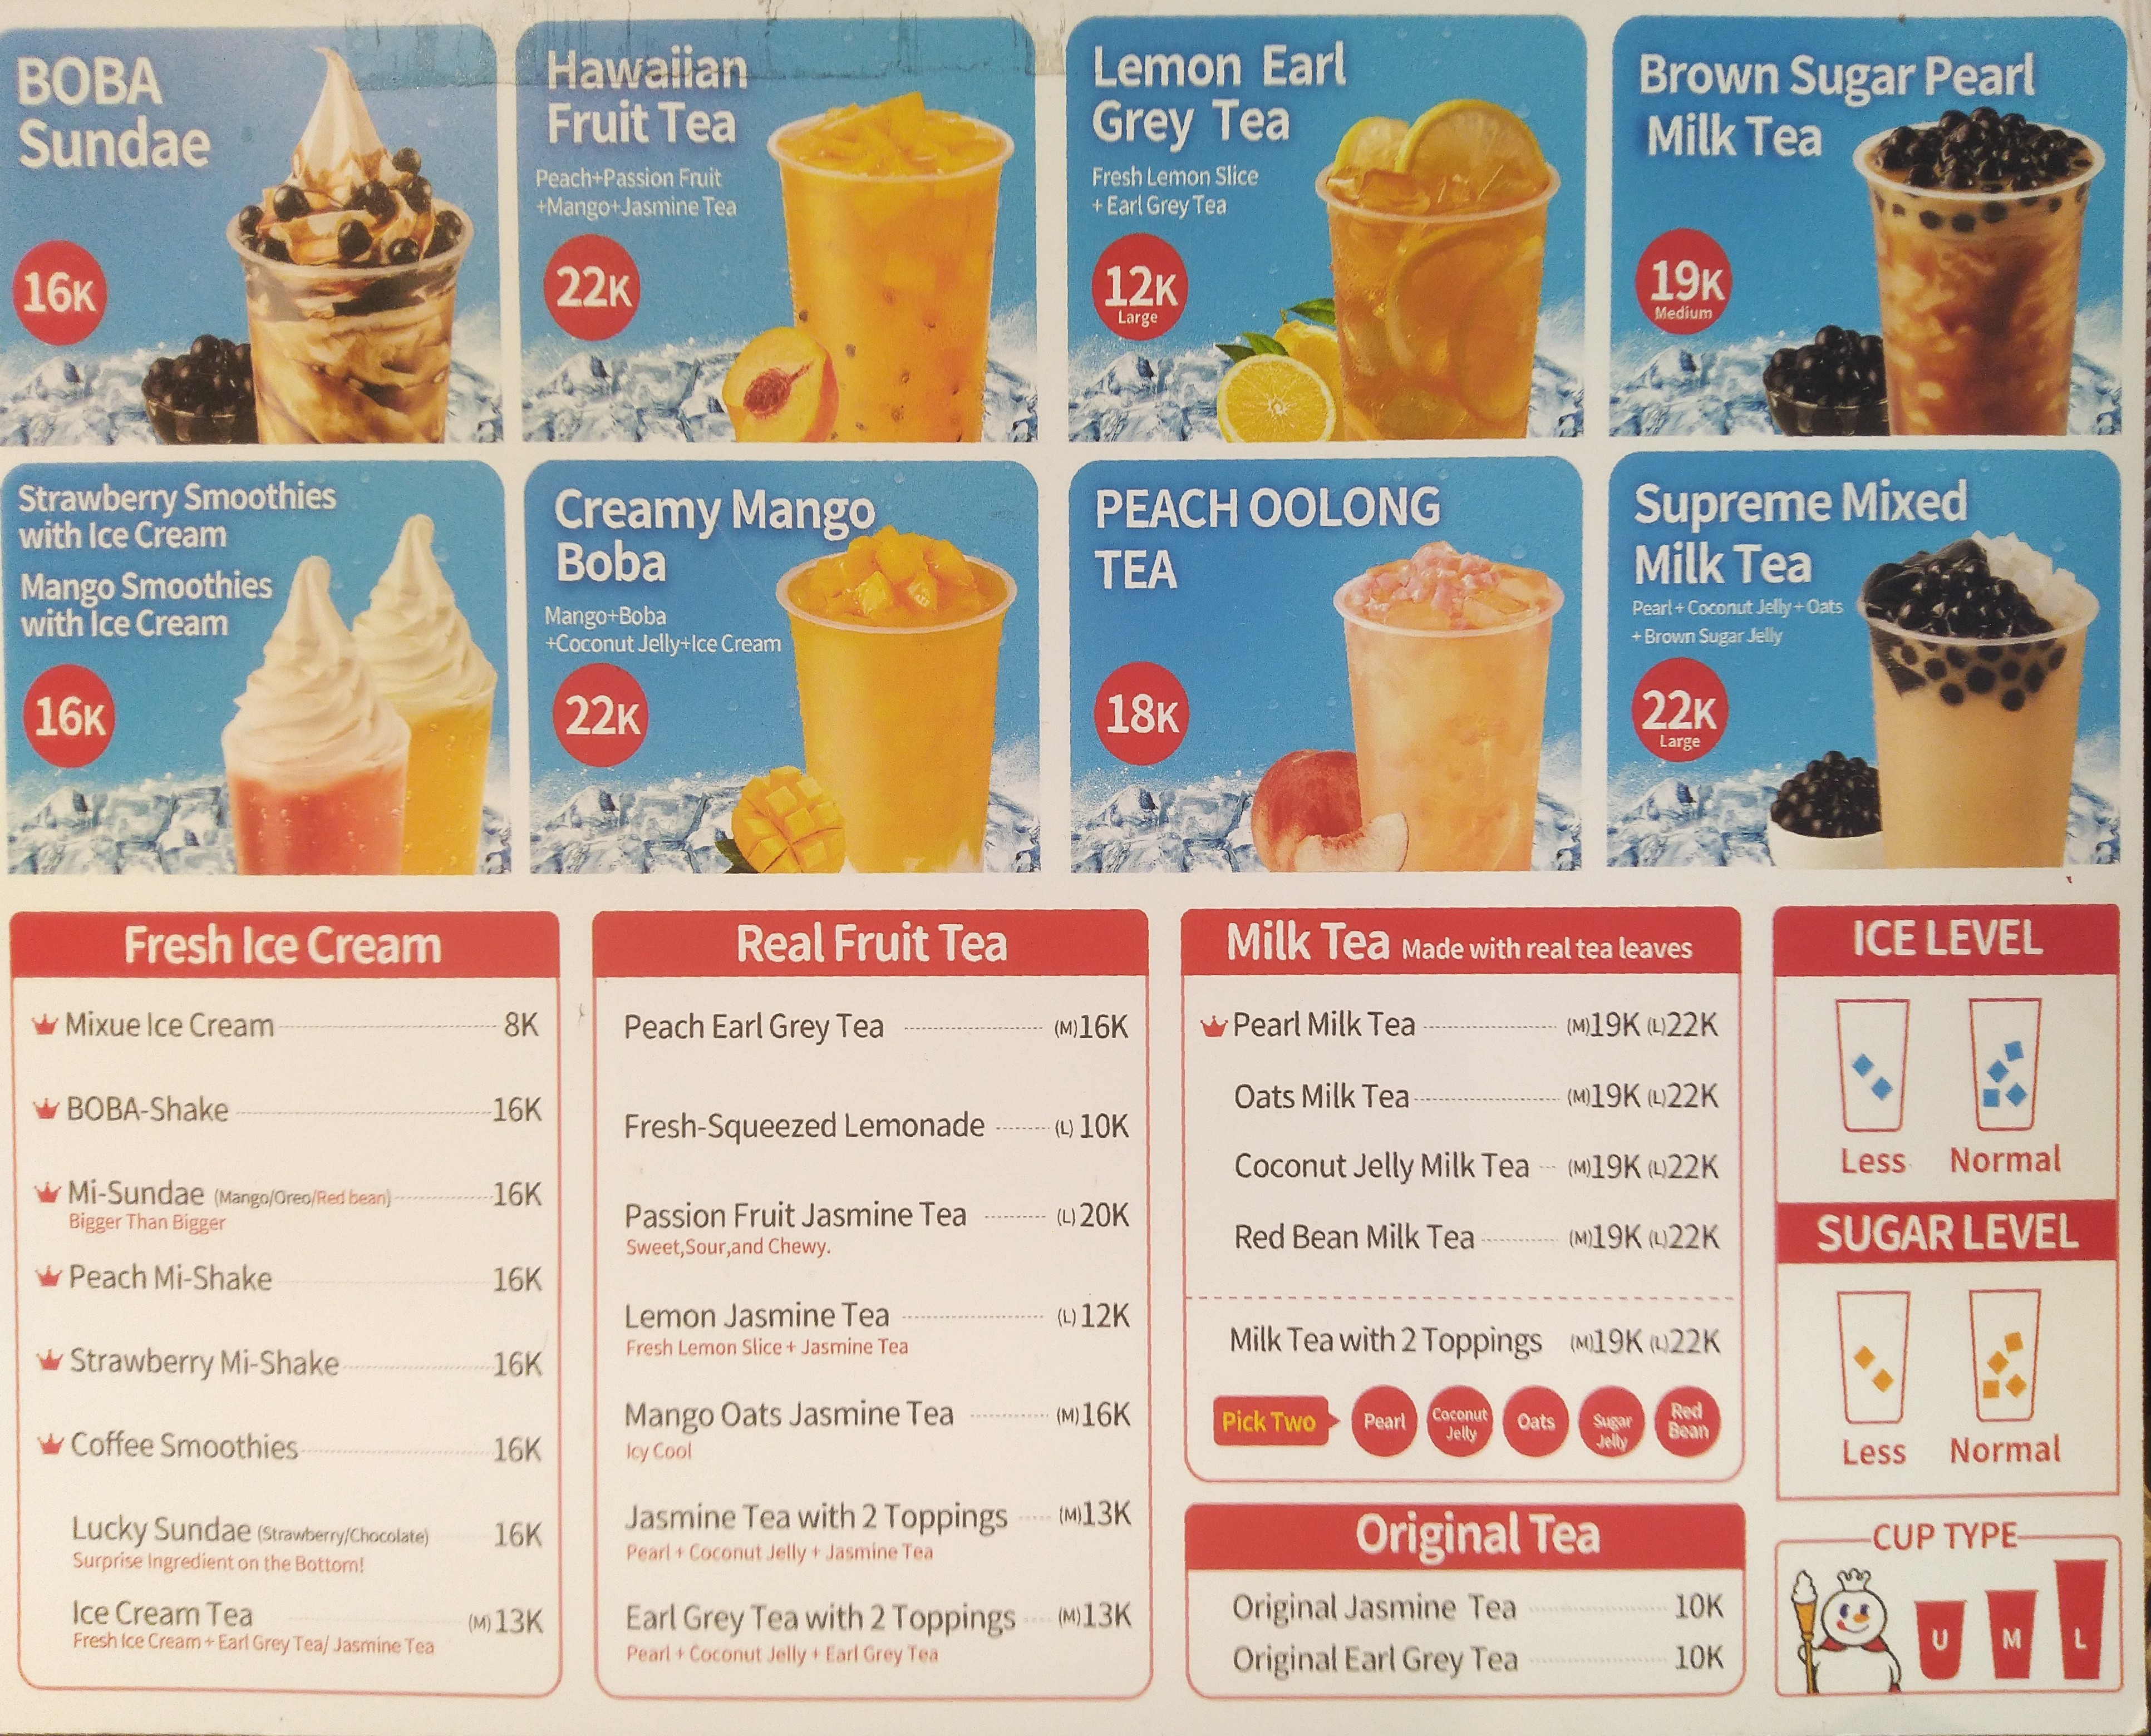 BOBA
Sundae
16K
Hawaiian
Fruit Tea
Peach+Passion Fruit
+Mango+Jasmine Tea
22K
Lemon Earl
Grey Tea
Fresh Lemon Slice
+ Earl Grey Tea
12K
Large
Brown Sugar Pearl
Milk Tea
19K
Medium
Strawberry Smoothies
with Ice Cream
Mango Smoothies
with Ice Cream
16K
Creamy Mango
Boba
Mango+Boba
+Coconut Jelly+Ice Cream
22K
PEACH OOLONG
TEA
18K
Supreme Mixed
Milk Tea
Pearl + Coconut Jelly + Oats
+ Brown Sugar Jelly
22K
Large
Fresh Ice Cream
Mixue Ice Cream 8K
BOBA-Shake 16K
Mi-Sundae (Mango/Oreo/Red bean) 16K
Bigger Than Bigger
Peach Mi-Shake 16K
Strawberry Mi-Shake 16K
Coffee Smoothies 16K
Lucky Sundae (Strawberry/Chocolate) 16K
Surprise Ingredient on the Bottom!
Ice Cream Tea (M) 13K
Fresh Ice Cream + Earl Grey Tea/ Jasmine Tea
Real Fruit Tea
Peach Earl Grey Tea (M)16K
Fresh-Squeezed Lemonade (L) 10K
Passion Fruit Jasmine Tea (L) 20K
Sweet,Sour,and Chewy.
Lemon Jasmine Tea (L) 12K
Fresh Lemon Slice + Jasmine Tea
Mango Oats Jasmine Tea (M)16K
Icy Cool
Jasmine Tea with 2 Toppings (M)13K
Pearl + Coconut Jelly + Jasmine Tea
Earl Grey Tea with 2 Toppings (M)13K
Pearl + Coconut Jelly + Earl Grey Tea
Milk Tea Made with real tea leaves
Pearl Milk Tea (M)19K (L)22K
Oats Milk Tea (M)19K (L)22K
Coconut Jelly Milk Tea (M)19K (L)22K
Red Bean Milk Tea (M)19K (L)22K
Milk Tea with 2 Toppings (M)19K (L)22K
Pick Two Pearl Coconut Jelly Oats Sugar Jelly Red Bean
Original Tea
Original Jasmine Tea 10K
Original Earl Grey Tea 10K
ICE LEVEL
Less Normal
SUGAR LEVEL
Less Normal
CUP TYPE
U M L